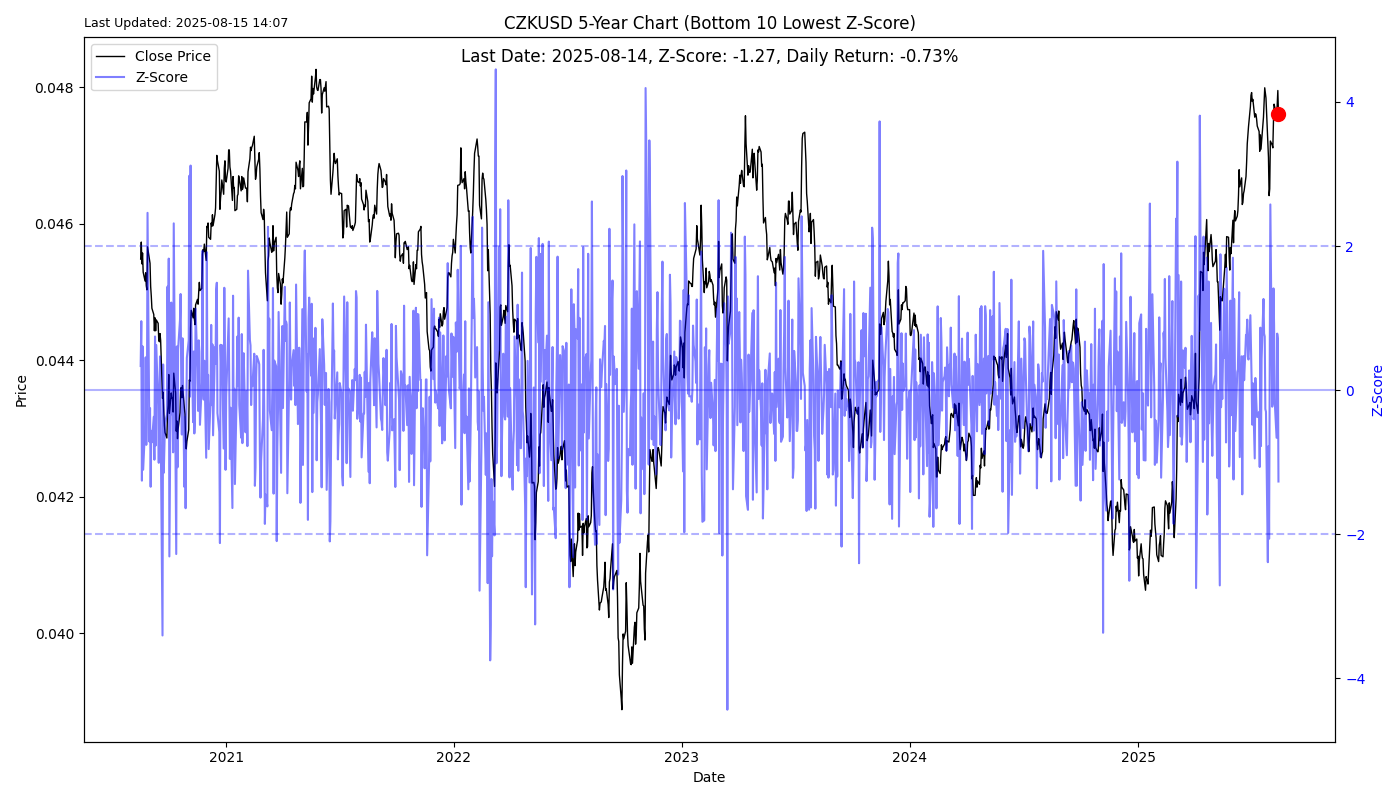 Last Updated: 2025-08-15 14:07
CZKUSD 5-Year Chart (Bottom 10 Lowest Z-Score)
Last Date: 2025-08-14, Z-Score: -1.27, Daily Return: -0.73%
Close Price
Z-Score
0.048
0.046
0.044
0.042
0.040
Price
4
2
0
−2
−4
Z-Score
2021
2022
2023
2024
2025
Date